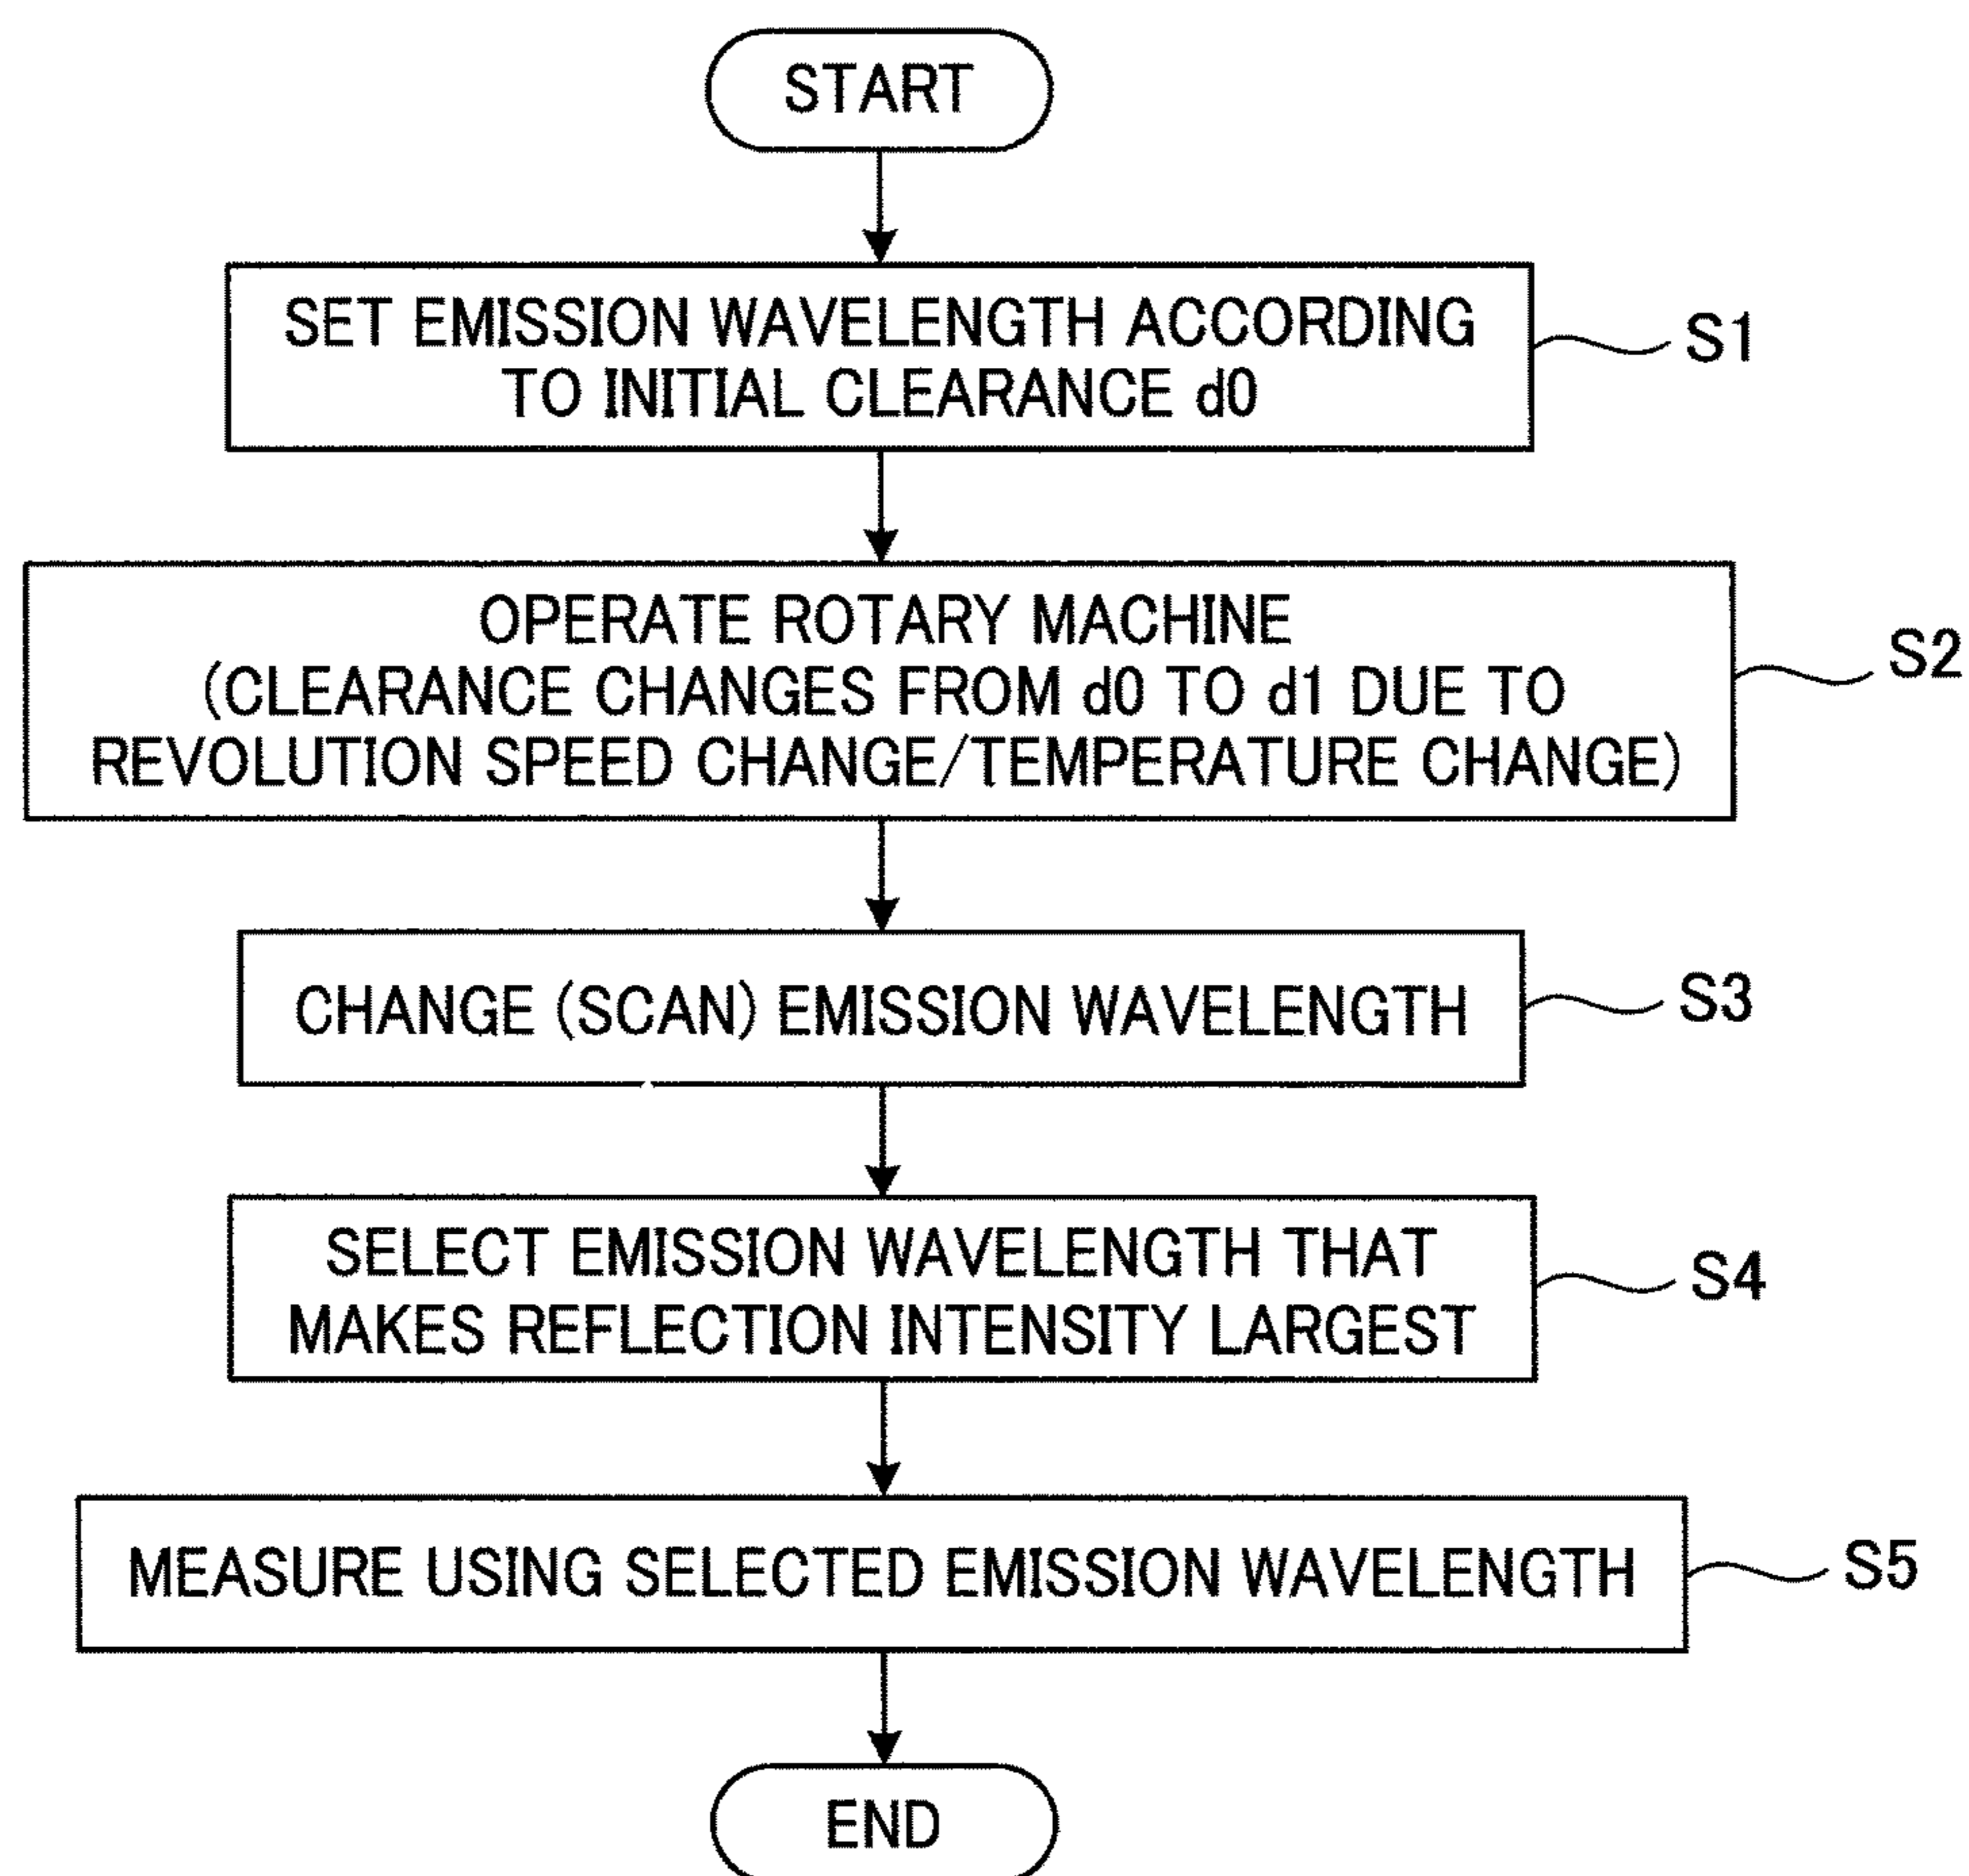 START
SET EMISSION WAVELENGTH ACCORDING
TO INITIAL CLEARANCE d0
S1
OPERATE ROTARY MACHINE
(CLEARANCE CHANGES FROM d0 TO d1 DUE TO
REVOLUTION SPEED CHANGE/TEMPERATURE CHANGE)
S2
CHANGE (SCAN) EMISSION WAVELENGTH
S3
SELECT EMISSION WAVELENGTH THAT
MAKES REFLECTION INTENSITY LARGEST
S4
MEASURE USING SELECTED EMISSION WAVELENGTH
S5
END